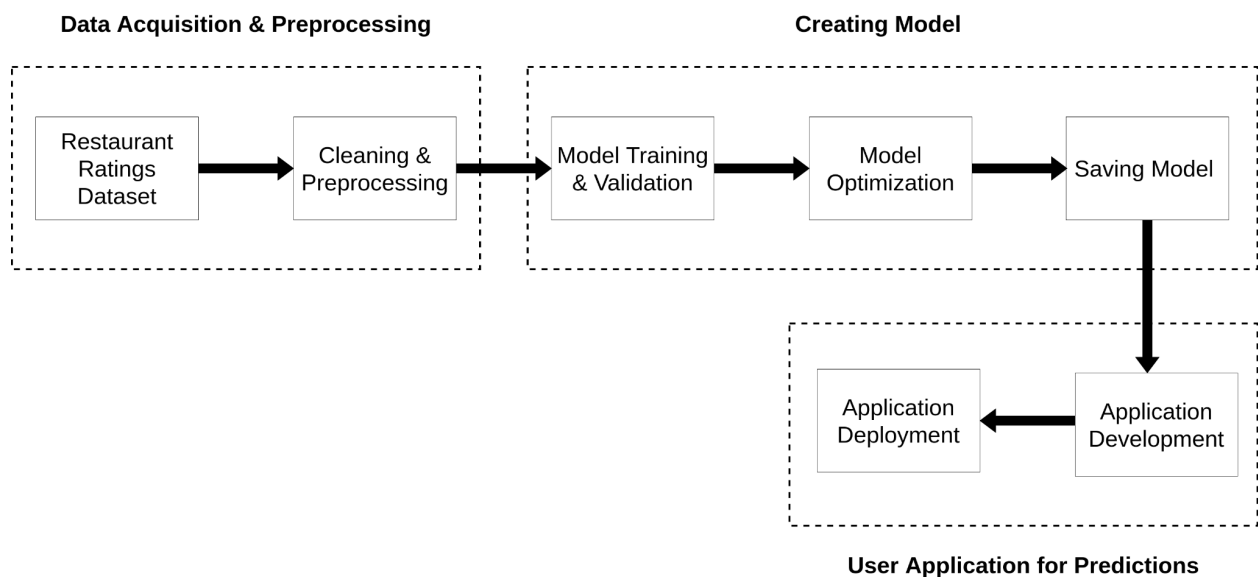 Data Acquisition & Preprocessing
Creating Model
Restaurant
Ratings
Dataset
Cleaning &
Preprocessing
Model Training
& Validation
Model
Optimization
Saving Model
Application
Deployment
Application
Development
User Application for Predictions